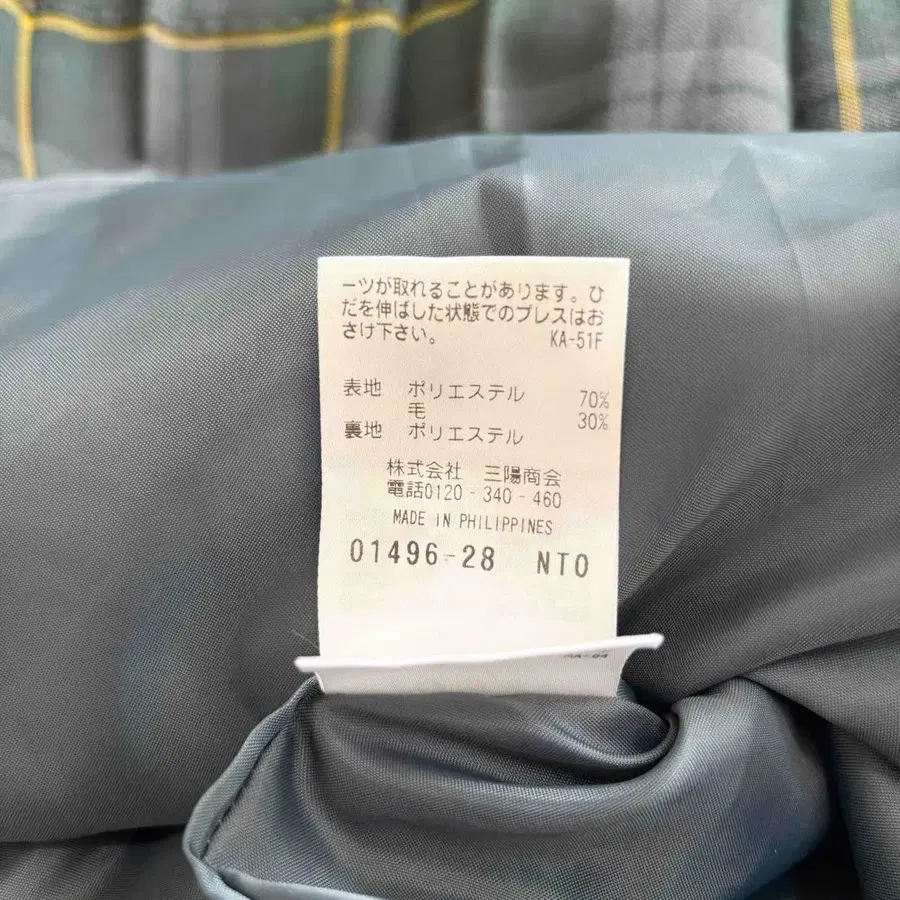 ーツが取れることがあります。ひ
だを伸ばした状態でのプレスはお
さけ下さい。 KA-51F
表地 ポリエステル 70%
毛 30%
裏地 ポリエステル
株式会社 三陽商会
電話0120-340-460
MADE IN PHILIPPINES
01496-28 NTO